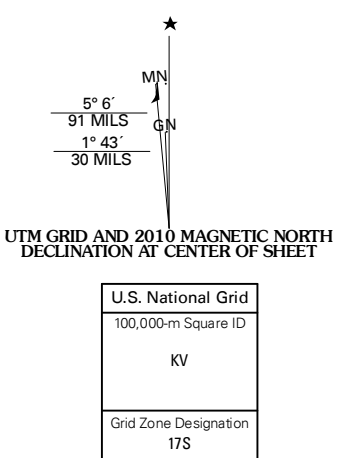 ★
MN
5° 6´
91 MILS
GN
1° 43´
30 MILS
UTM GRID AND 2010 MAGNETIC NORTH
DECLINATION AT CENTER OF SHEET
U.S. National Grid
100,000-m Square ID
KV
Grid Zone Designation
17S